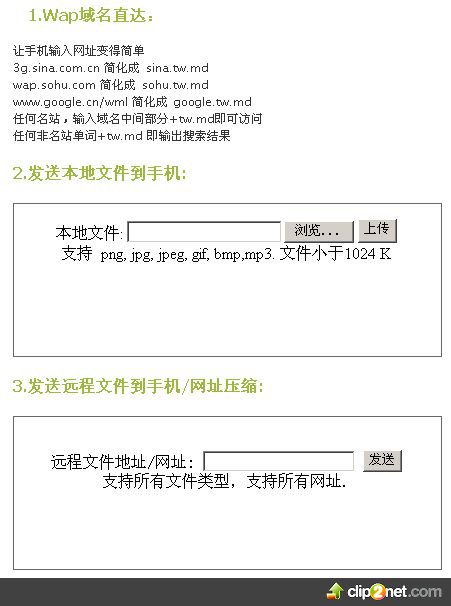 1.Wap域名直达：
让手机输入网址变得简单
3g.sina.com.cn 简化成 sina.tw.md
wap.sohu.com 简化成 sohu.tw.md
www.google.cn/wml 简化成 google.tw.md
任何名站，输入域名中间部分+tw.md即可访问
任何非名站单词+tw.md 即输出搜索结果
2.发送本地文件到手机:
本地文件: 浏览... 上传
支持 png, jpg, jpeg, gif, bmp,mp3. 文件小于1024 K
3.发送远程文件到手机/网址压缩:
远程文件地址/网址: 发送
支持所有文件类型，支持所有网址.
clip2net.com